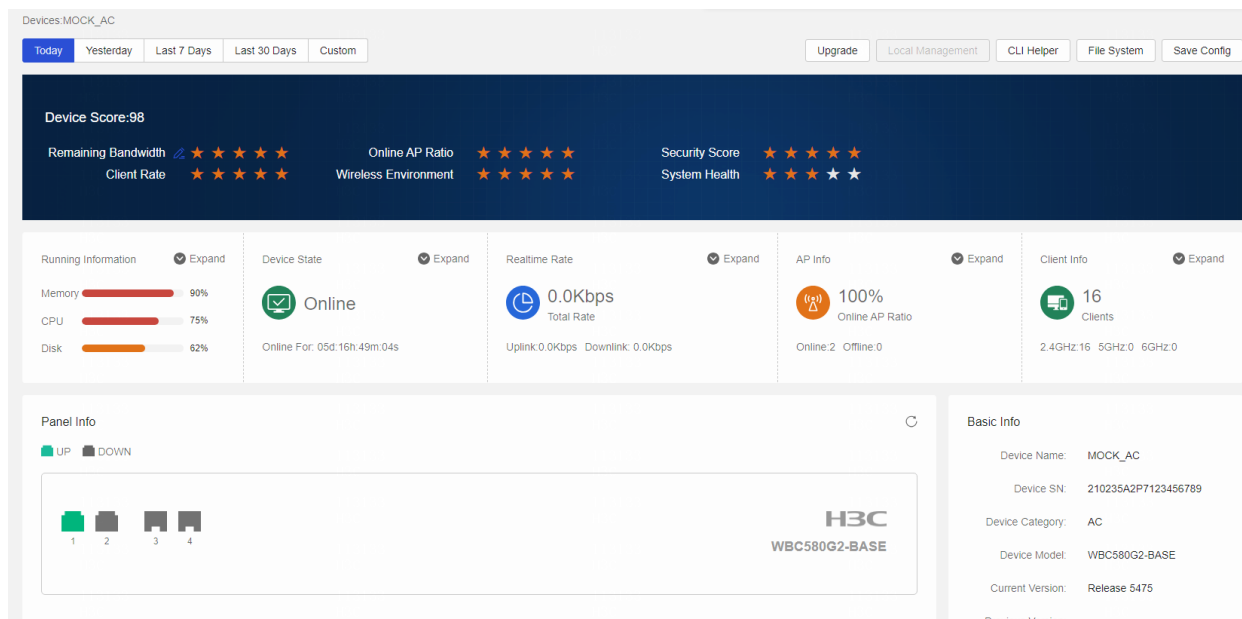 Devices:MOCK_AC
Today Yesterday Last 7 Days Last 30 Days Custom Upgrade Local Management CLI Helper File System Save Config
Device Score:98
Remaining Bandwidth Online AP Ratio Security Score
Client Rate Wireless Environment System Health
Running Information Expand Device State Expand Realtime Rate Expand AP Info Expand Client Info Expand
Memory 90% Online 0.0Kbps 100% 16
Total Rate Online AP Ratio Clients
CPU 75%
Disk 62% Online For: 05d:16h:49m:04s Uplink:0.0Kbps Downlink: 0.0Kbps Online:2 Offline:0 2.4GHz:16 5GHz:0 6GHz:0
Panel Info Basic Info
UP DOWN
Device Name: MOCK_AC
Device SN: 210235A2P7123456789
H3C
Device Category: AC
1 2 3 4
WBC580G2-BASE
Device Model: WBC580G2-BASE
Current Version: Release 5475